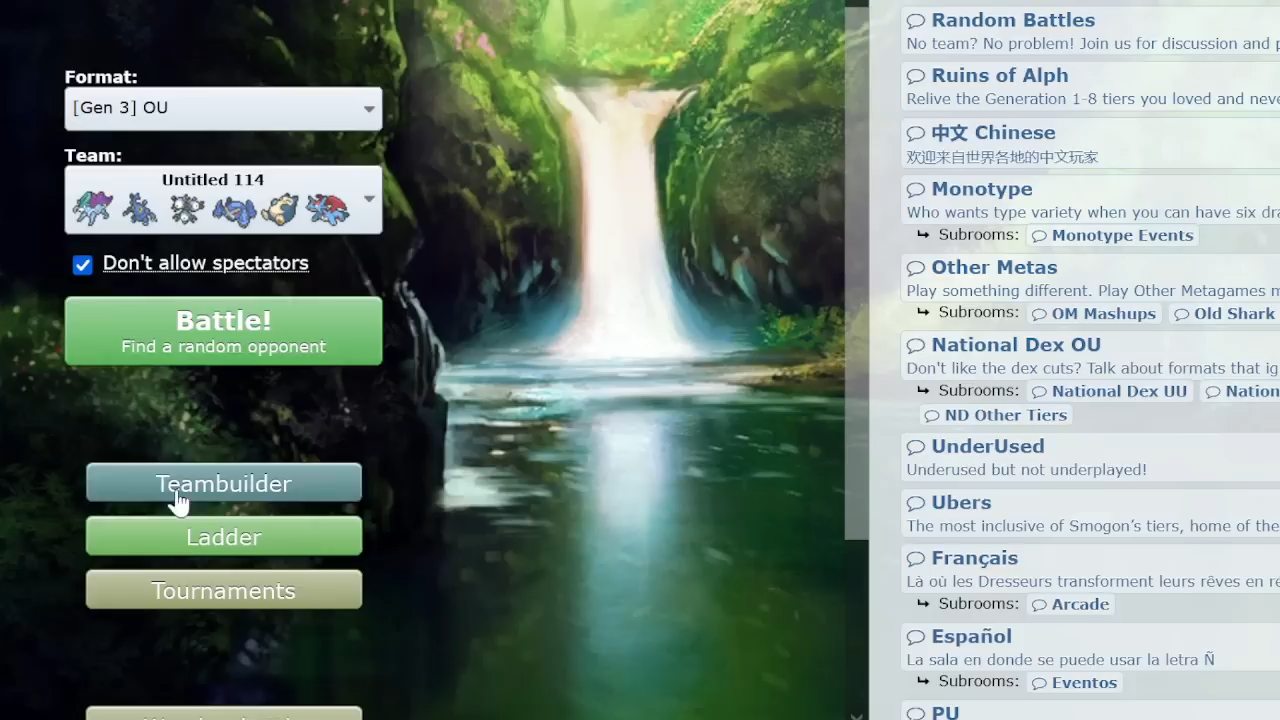 Format:
[Gen 3] OU
Team:
Untitled 114
Don't allow spectators
Battle!
Find a random opponent
Teambuilder
Ladder
Tournaments
Random Battles
No team? No problem! Join us for discussion and
Ruins of Alph
Relive the Generation 1-8 tiers you loved and
中文 Chinese
欢迎来自世界各地的中文玩家
Monotype
Who wants type variety when you can have six
Subrooms: Monotype Events
Other Metas
Play something different. Play Other Metagames
Subrooms: OM Mashups Old Shark
National Dex OU
Don't like the dex cuts? Talk about formats that
Subrooms: National Dex UU
ND Other Tiers
UnderUsed
Underused but not underplayed!
Ubers
The most inclusive of Smogon's tiers, home of the
Français
Là où les Dresseurs transforment leurs rêves en
Subrooms: Arcade
Español
La sala en donde se puede usar la letra Ñ
Subrooms: Eventos
PU